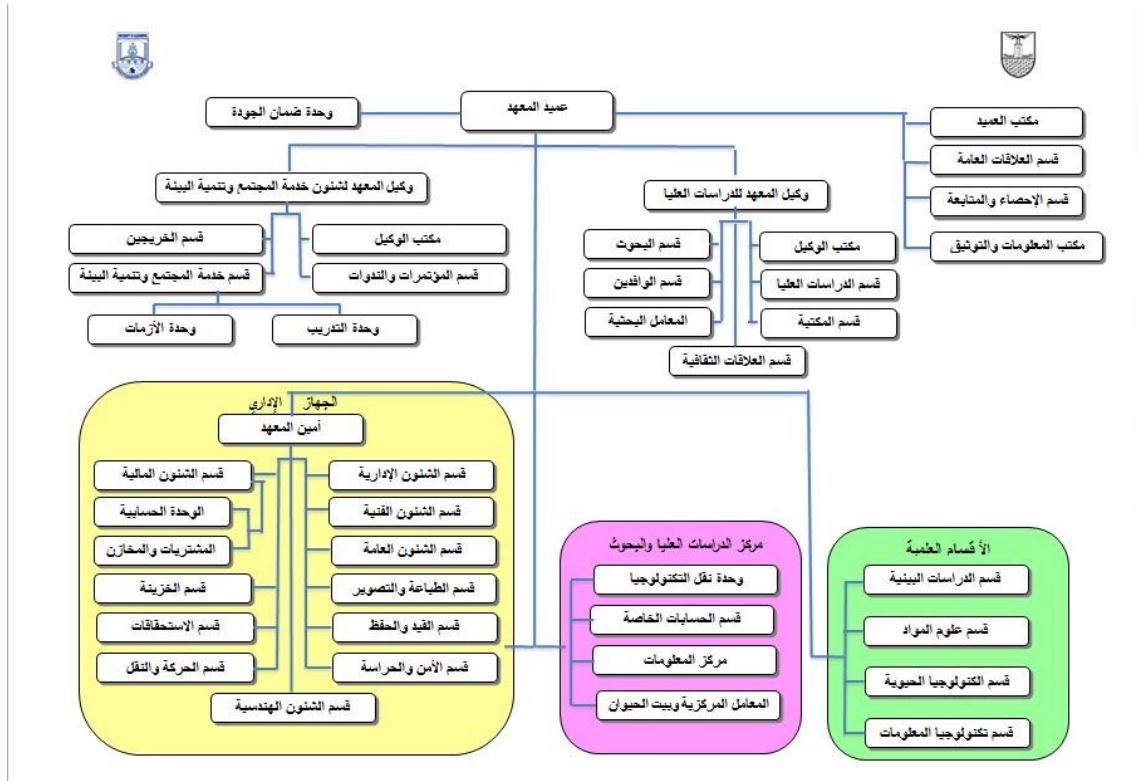 عميد المعهد
وحدة ضمان الجودة
مكتب العميد
قسم العلاقات العامة
قسم الإحصاء والمتابعة
مكتب المعلومات والتوثيق
وكيل المعهد للدراسات العليا
مكتب الوكيل
قسم البحوث
قسم الدراسات العليا
قسم الوافدين
قسم المكتبة
المعامل البحثية
قسم العلاقات الثقافية
وكيل المعهد لشئون خدمة المجتمع وتنمية البيئة
مكتب الوكيل
قسم الخريجين
قسم المؤتمرات والندوات
قسم خدمة المجتمع وتنمية البيئة
وحدة التدريب
وحدة الأزمات
الأقسام العلمية
قسم الدراسات البيئية
قسم علوم المواد
قسم الكنولوجيا الحيوية
قسم تكنولوجيا المعلومات
مركز الدراسات العليا والبحوث
وحدة نقل التكنولوجيا
قسم الحسابات الخاصة
مركز المعلومات
المعامل المركزية وبيت الحيوان
الجهاز الإداري
أمين المعهد
قسم الشئون الإدارية
قسم الشئون المالية
قسم الشئون الفنية
الوحدة الحسابية
قسم الشئون العامة
المشتريات والمخازن
قسم الطباعة والتصوير
قسم الخزينة
قسم القيد والحفظ
قسم الاستحقاقات
قسم الأمن والحراسة
قسم الحركة والنقل
قسم الشئون الهندسية